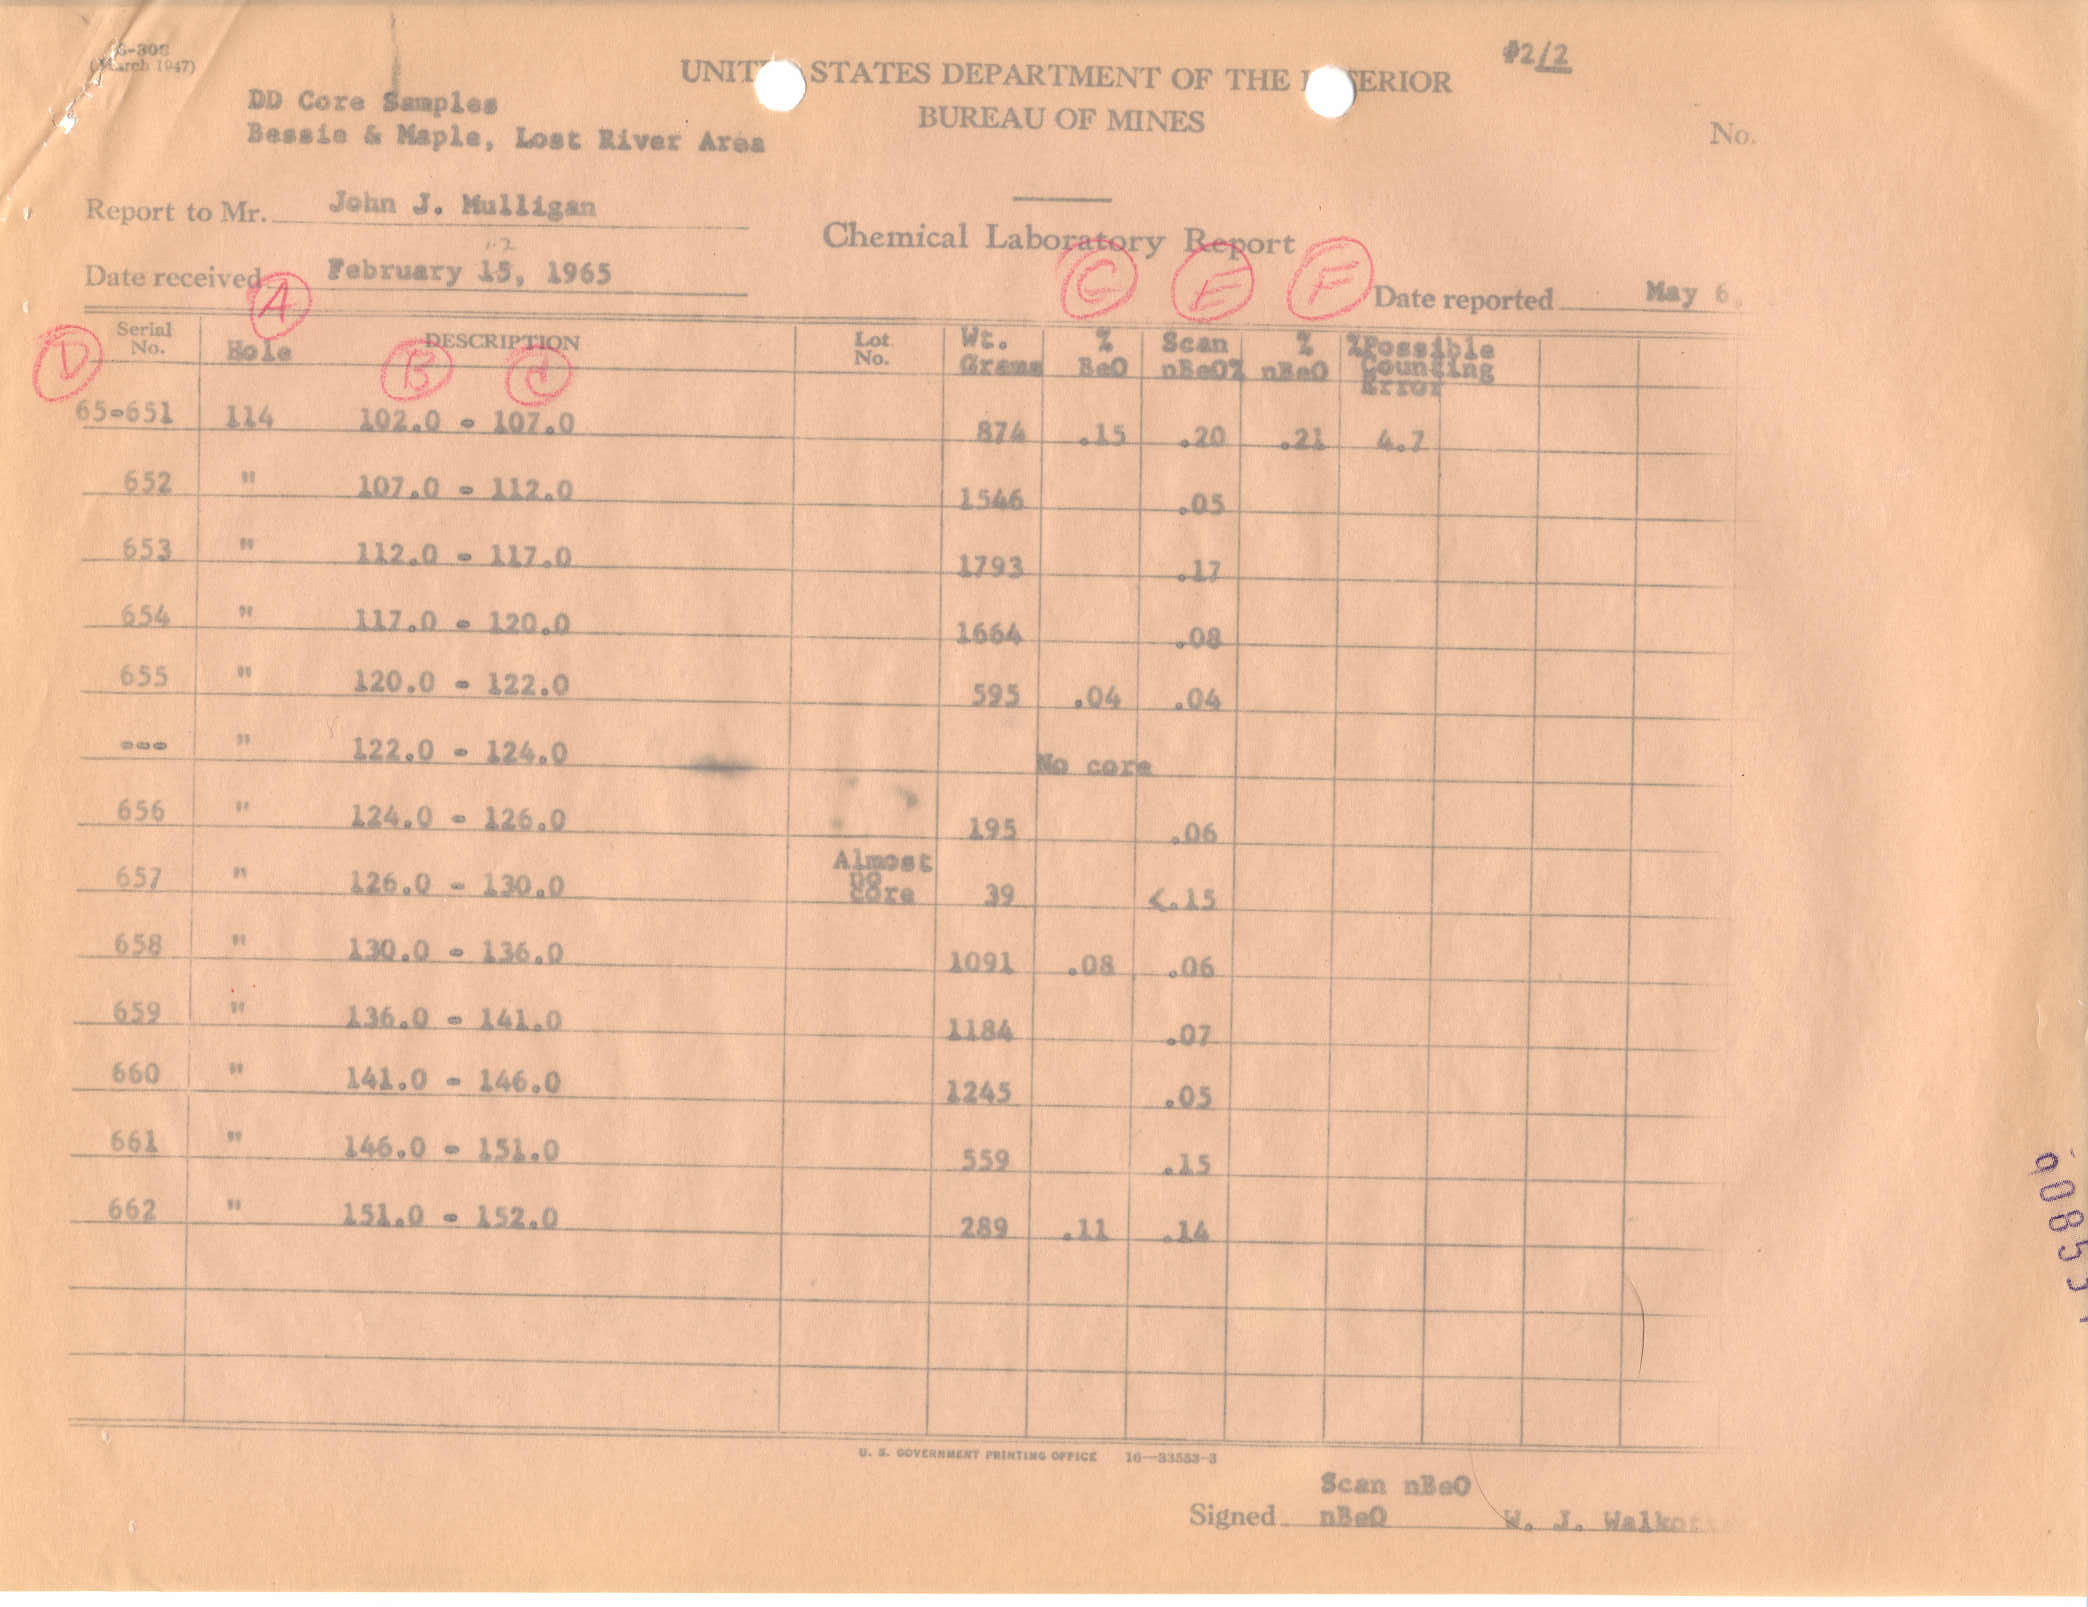 (March 1947)
#2/2
UNITED STATES DEPARTMENT OF THE INTERIOR
BUREAU OF MINES
No.
DD Core Samples
Bessie & Maple, Lost River Area
Report to Mr. John J. Mulligan
Chemical Laboratory Report
Date received February 15, 1965
Date reported May 6,
A C E F
D B d
Serial No. Hole DESCRIPTION Lot No. Wt. Grams % BeO Scan nBeO% % nBeO %Possible Counting Error
65-651 114 102.0 - 107.0 874 .15 .20 .21 4.7
652 " 107.0 - 112.0 1546 .05
653 " 112.0 - 117.0 1793 .17
654 " 117.0 - 120.0 1664 .08
655 " 120.0 - 122.0 595 .04 .04
--- " 122.0 - 124.0 No core
656 " 124.0 - 126.0 195 .06
657 " 126.0 - 130.0 Almost no core 39 <.15
658 " 130.0 - 136.0 1091 .08 .06
659 " 136.0 - 141.0 1184 .07
660 " 141.0 - 146.0 1245 .05
661 " 146.0 - 151.0 559 .15
662 " 151.0 - 152.0 289 .11 .14
U. S. GOVERNMENT PRINTING OFFICE 16—33553-3
Scan nBeO
Signed nBeO W. J.